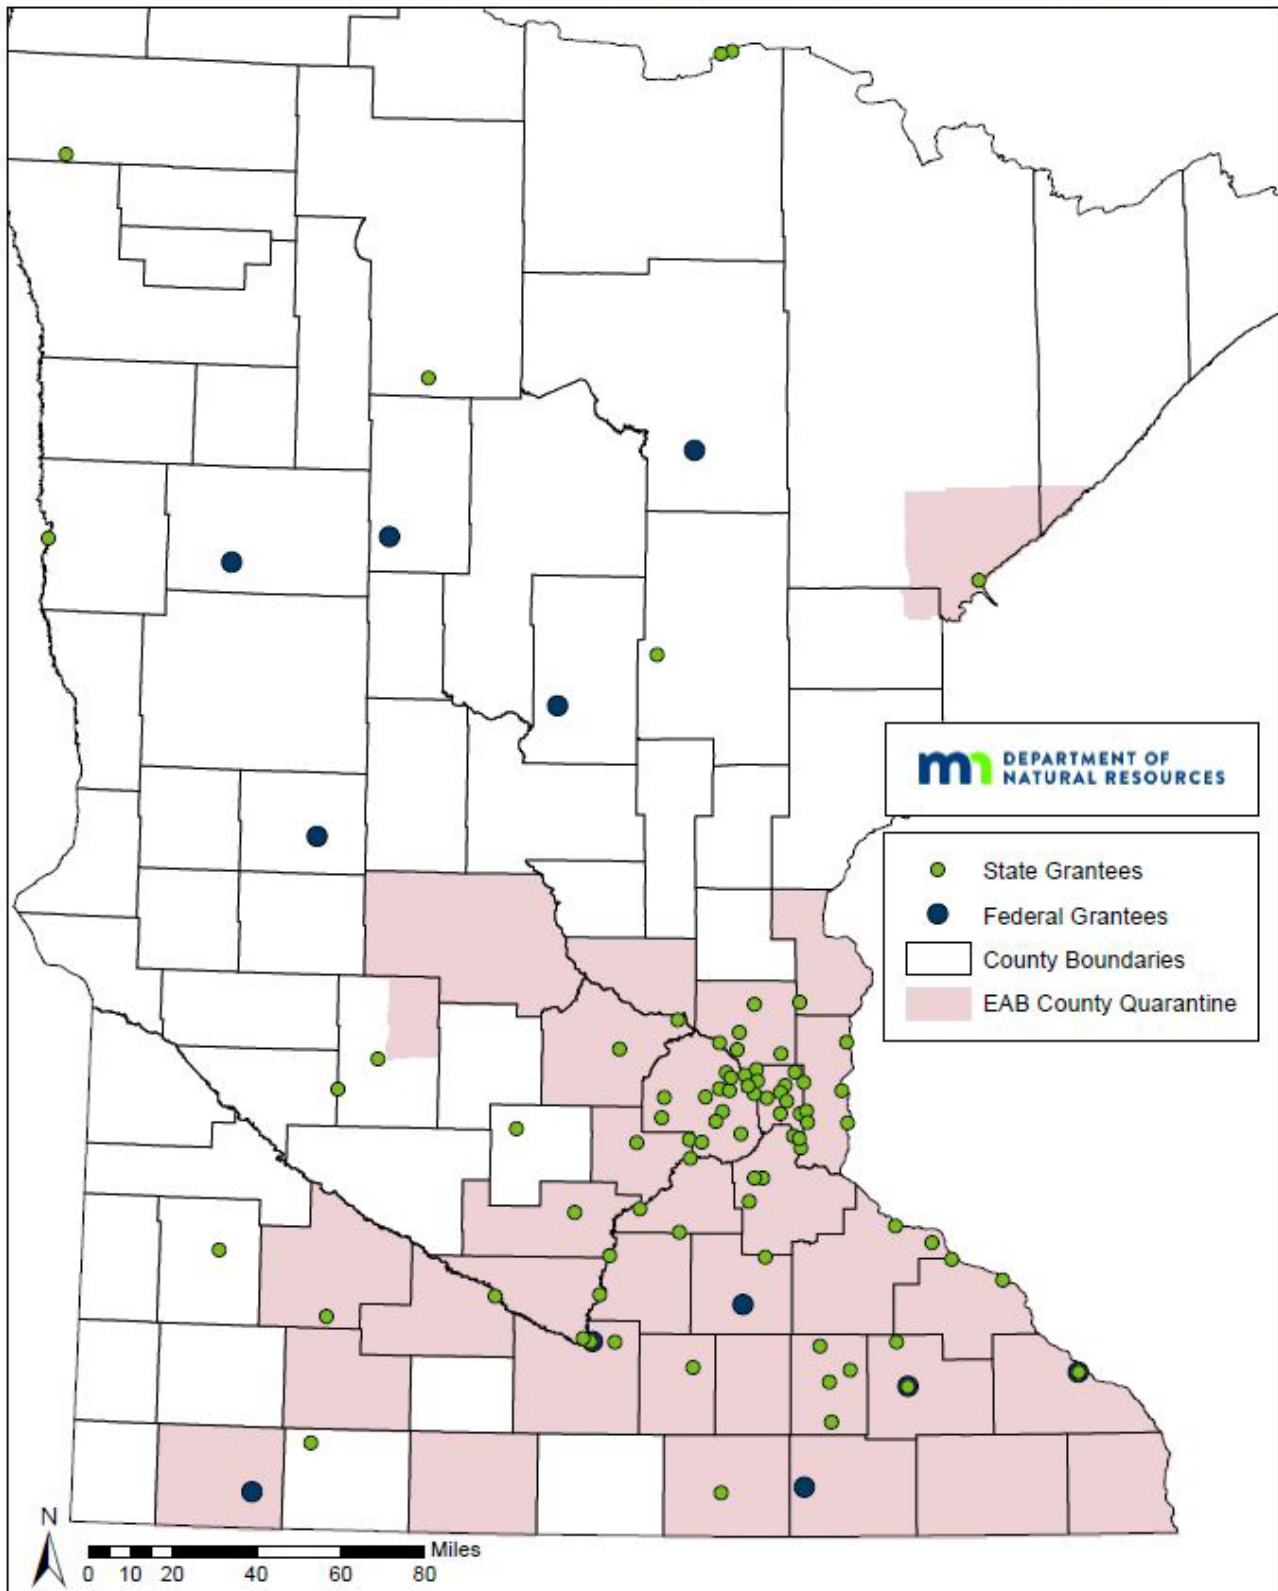 mn DEPARTMENT OF
NATURAL RESOURCES
State Grantees
Federal Grantees
County Boundaries
EAB County Quarantine
N
Miles
0 10 20 40 60 80